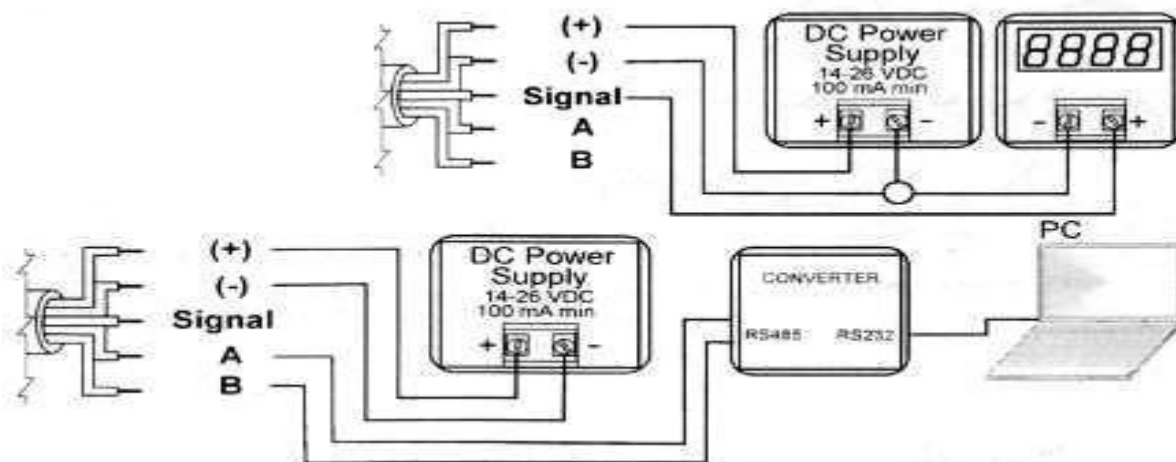 (+)
(-)
Signal
A
B
DC Power
Supply
14-26 VDC
100 mA min
+ -
8888
- +
(+)
(-)
Signal
A
B
DC Power
Supply
14-26 VDC
100 mA min
+ -
CONVERTER
RS485 RS232
PC